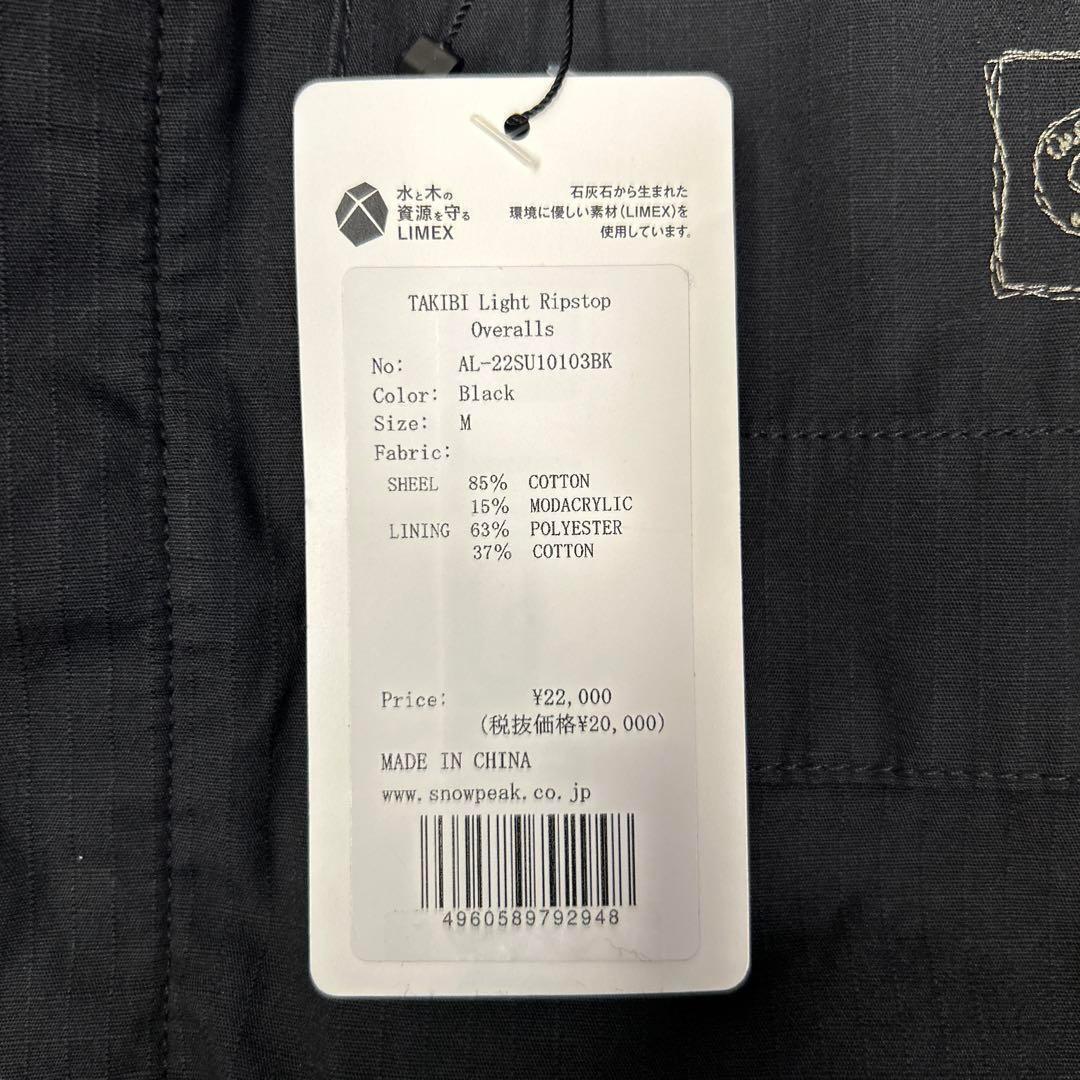 水と木の
資源を守る
LIMEX
石灰石から生まれた
環境に優しい素材(LIMEX)を
使用しています。
TAKIBI Light Ripstop
Overalls
No: AL-22SU10103BK
Color: Black
Size: M
Fabric:
SHEEL 85% COTTON
15% MODACRYLIC
LINING 63% POLYESTER
37% COTTON
Price: ¥22,000
(税抜価格¥20,000)
MADE IN CHINA
www.snowpeak.co.jp
4960589792948